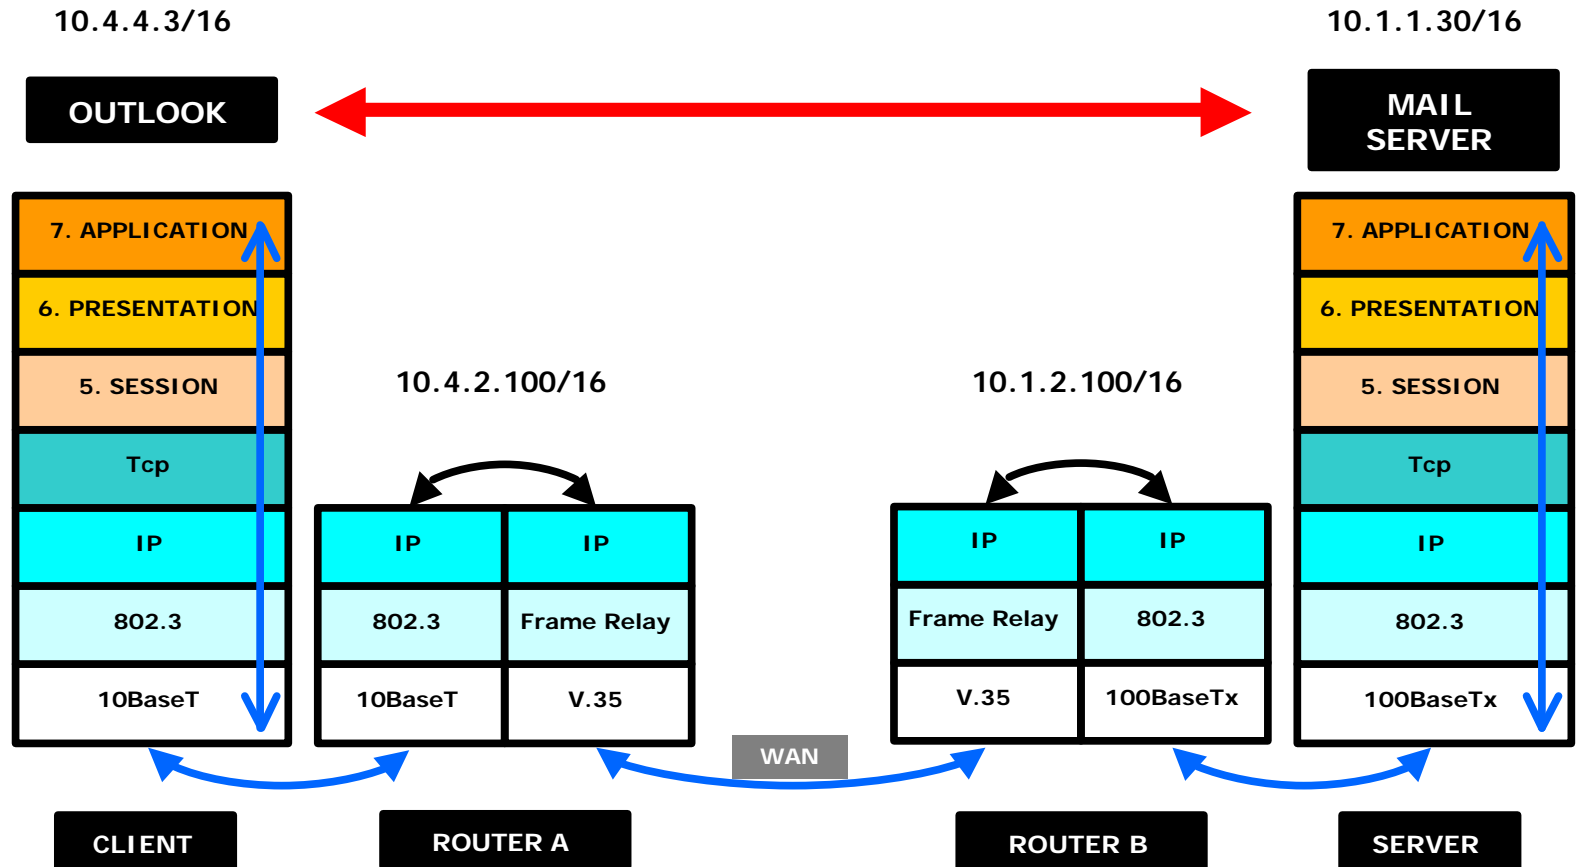 10.4.4.3/16
10.1.1.30/16
OUTLOOK
MAIL
SERVER
7. APPLICATION
6. PRESENTATION
5. SESSION
Tcp
IP
802.3
10BaseT
10.4.2.100/16
IP
IP
802.3
Frame Relay
10BaseT
V.35
WAN
10.1.2.100/16
IP
IP
Frame Relay
802.3
V.35
100BaseTx
7. APPLICATION
6. PRESENTATION
5. SESSION
Tcp
IP
802.3
100BaseTx
CLIENT
ROUTER A
ROUTER B
SERVER